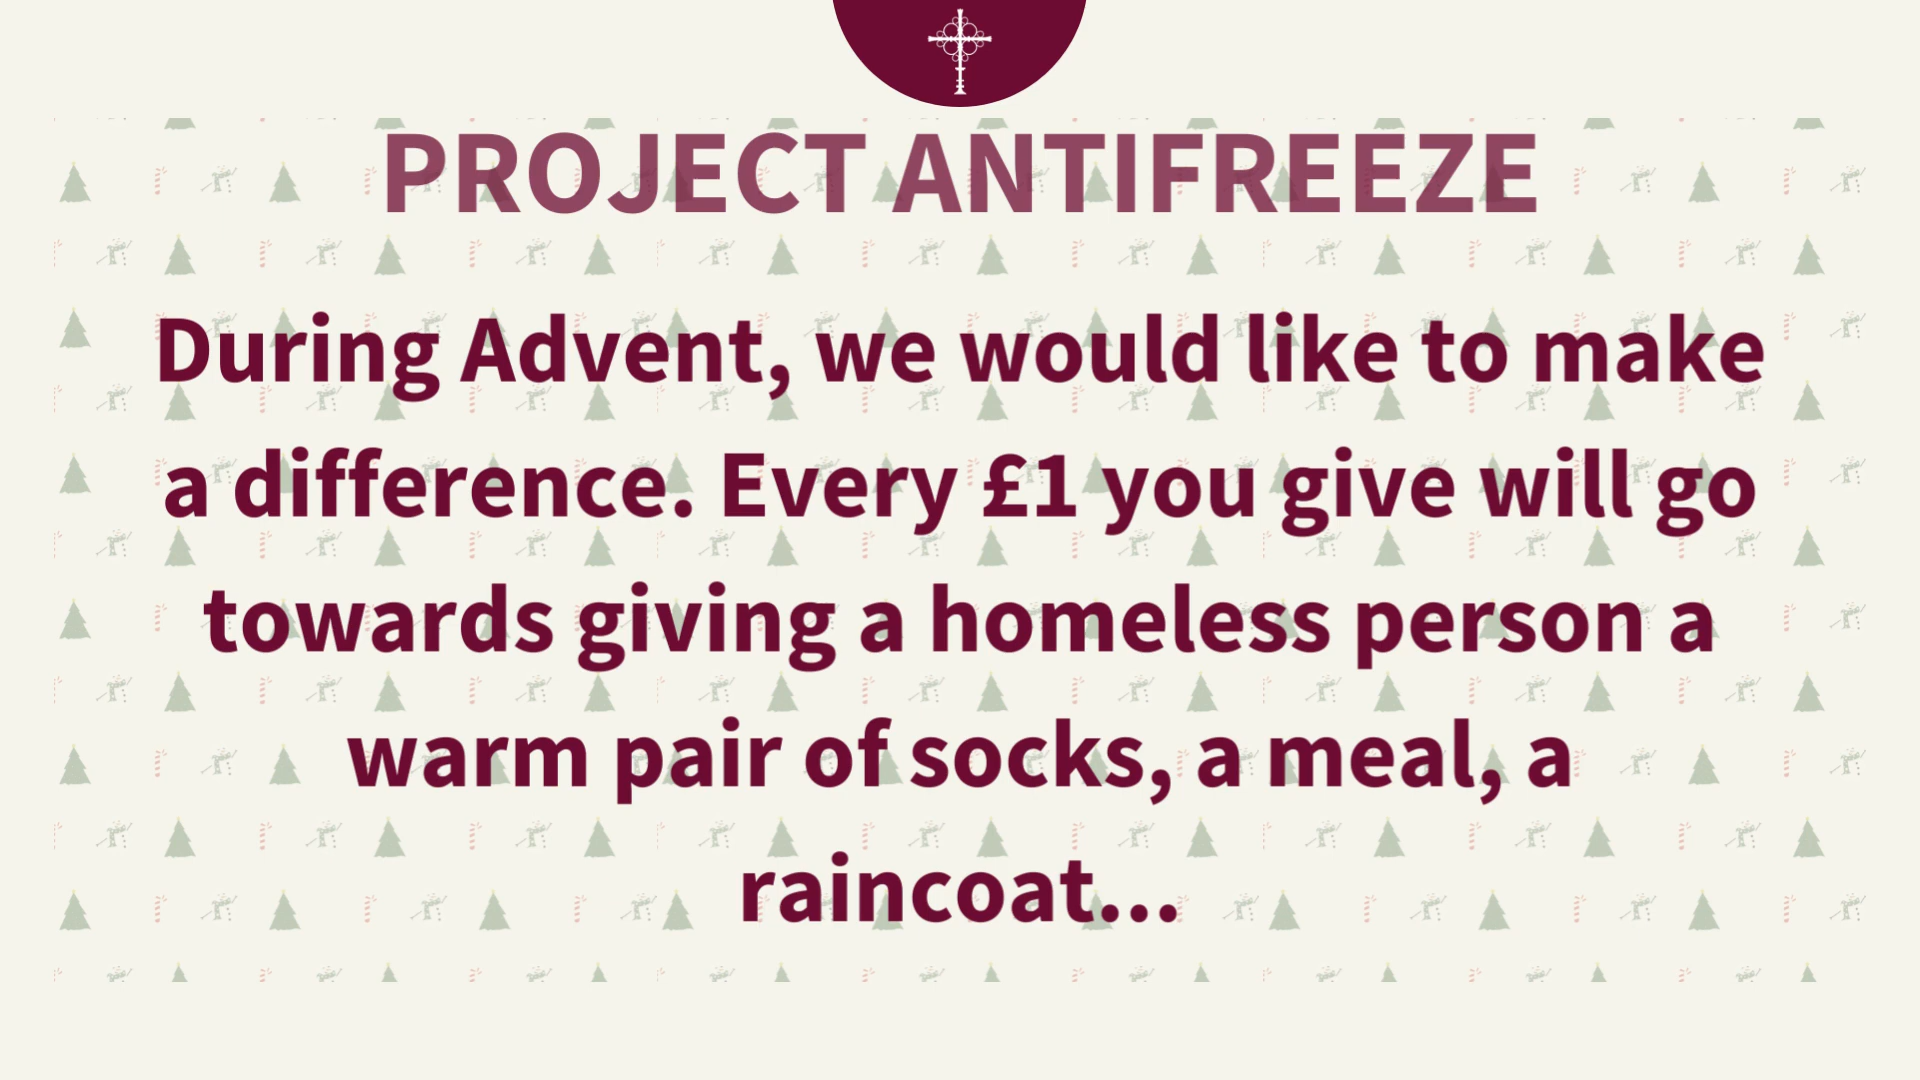 PROJECT ANTIFREEZE
During Advent, we would like to make
a difference. Every £1 you give will go
towards giving a homeless person a
warm pair of socks, a meal, a
raincoat...